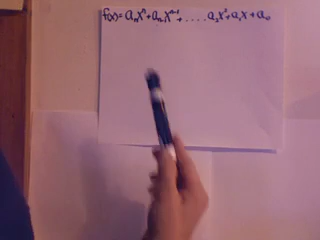 f(x) = aₙxⁿ + aₙ₋₁xⁿ⁻¹ + .... a₂x² + a₁x + a₀